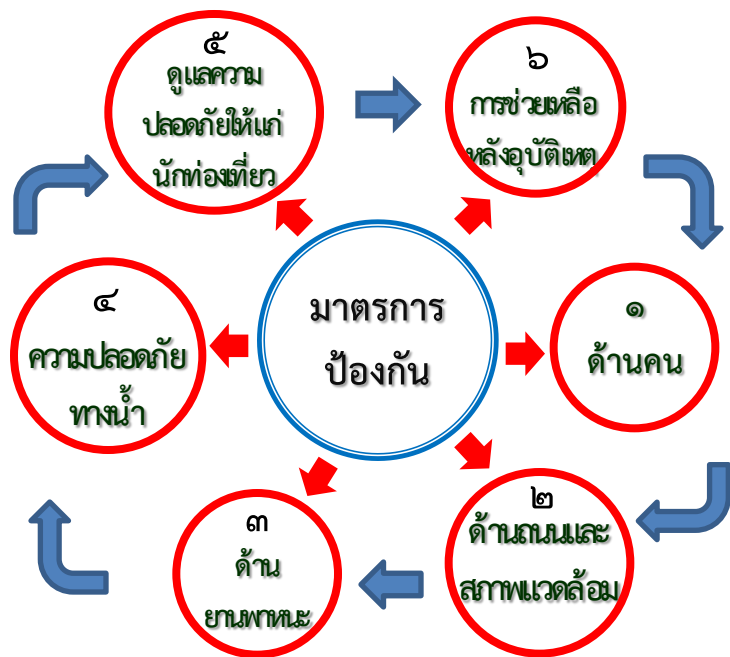 มาตรการ
ป้องกัน
๑
ด้านคน
๒
ด้านถนนและ
สภาพแวดล้อม
๓
ด้าน
ยานพาหนะ
๔
ความปลอดภัย
ทางน้ำ
๕
ดูแลความ
ปลอดภัยให้แก่
นักท่องเที่ยว
๖
การช่วยเหลือ
หลังอุบัติเหตุ